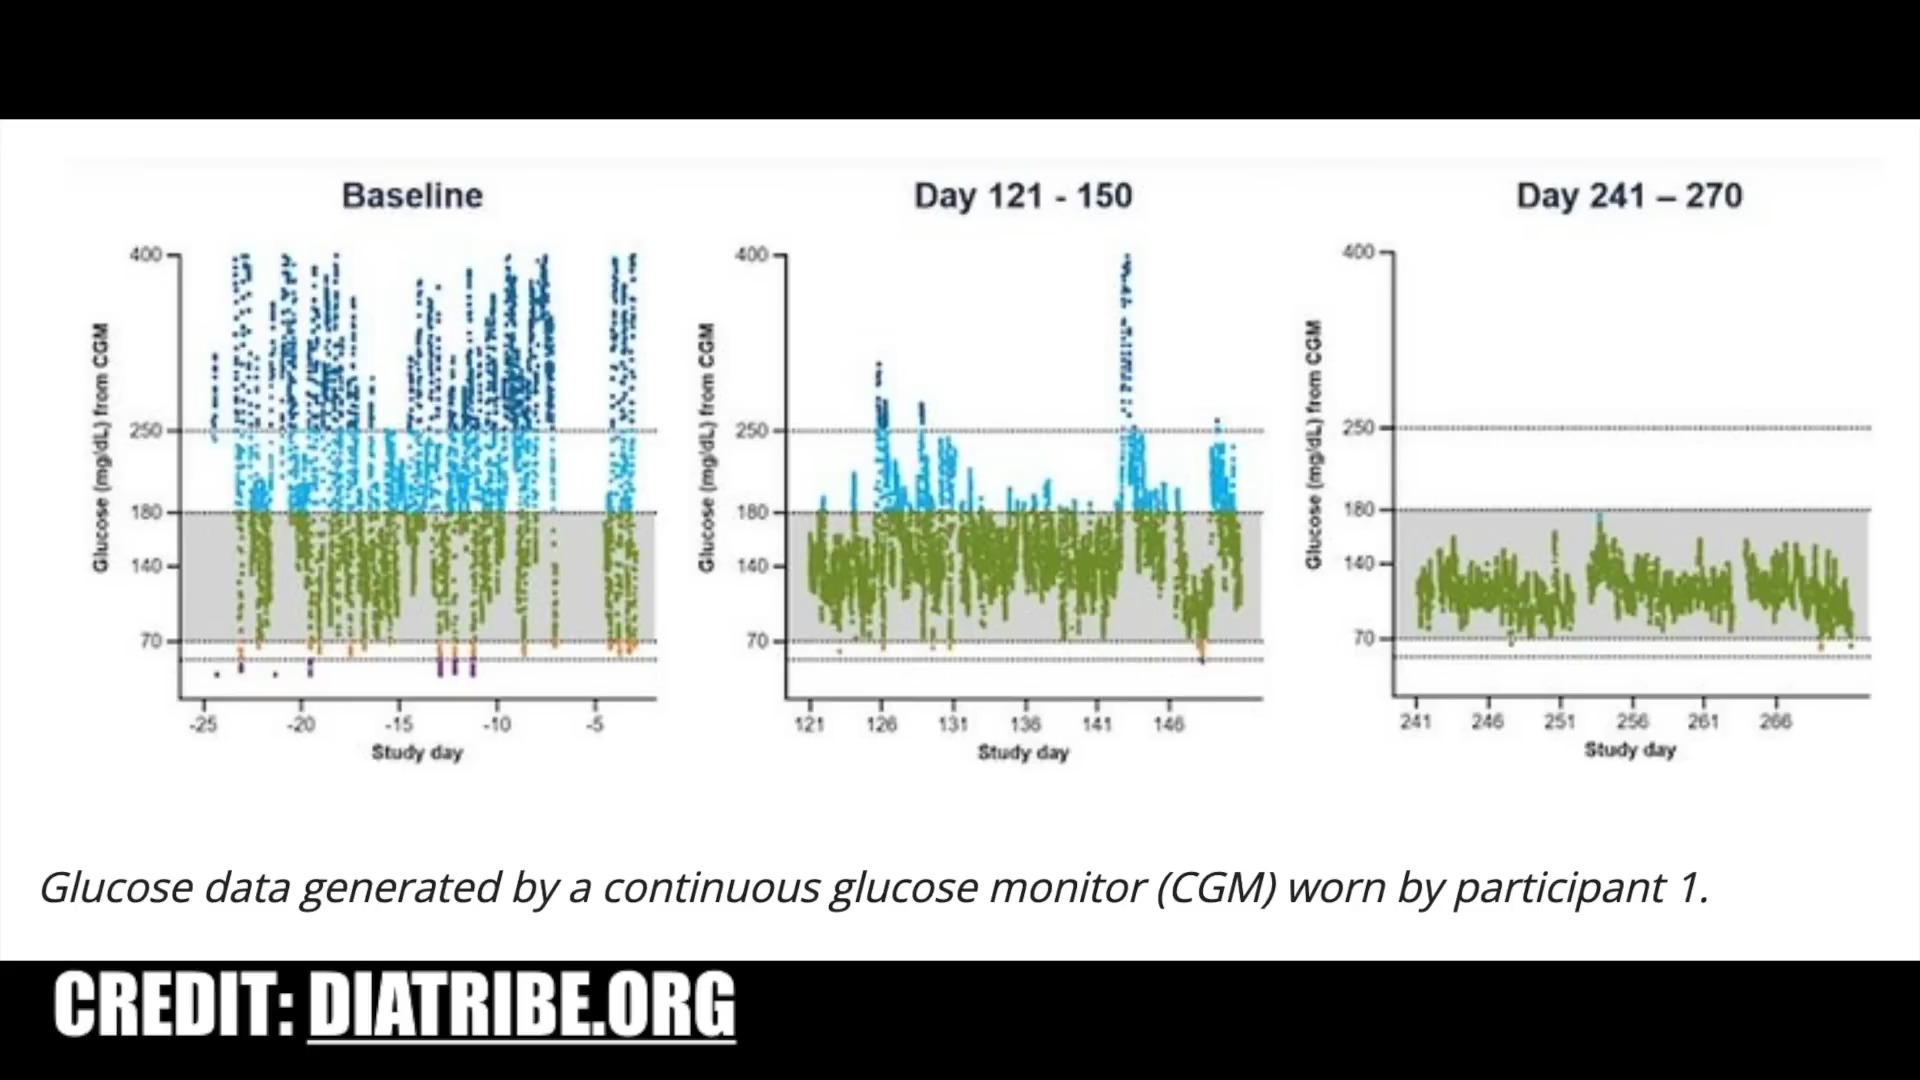 Baseline
Day 121 - 150
Day 241 – 270
Glucose (mg/dL) from CGM
400
250
180
140
70
-25 -20 -15 -10 -5
Study day
Glucose (mg/dL) from CGM
400
250
180
140
70
121 126 131 136 141 146
Study day
Glucose (mg/dL) from CGM
400
250
180
140
70
241 246 251 256 261 266
Study day
Glucose data generated by a continuous glucose monitor (CGM) worn by participant 1.
CREDIT: DIATRIBE.ORG